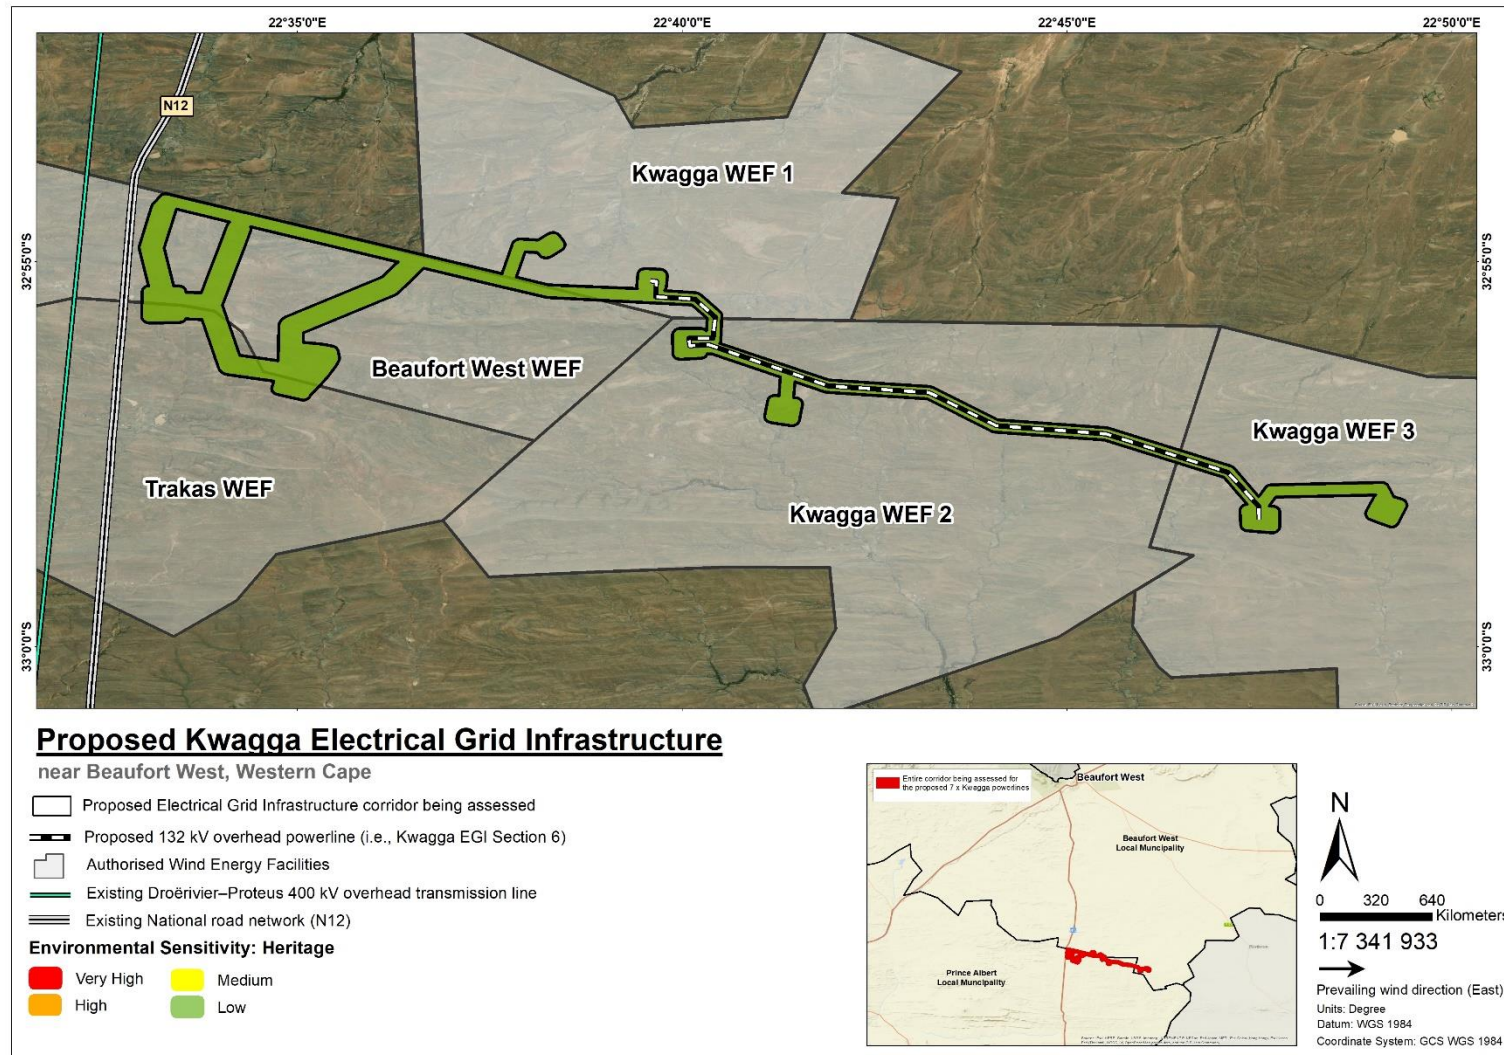 22°35'0"E
22°40'0"E
22°45'0"E
22°50'0"E
N12
Kwagga WEF 1
32°55'0"S
32°55'0"S
Beaufort West WEF
Kwagga WEF 3
Trakas WEF
Kwagga WEF 2
33°0'0"S
33°0'0"S
Proposed Kwagga Electrical Grid Infrastructure
near Beaufort West, Western Cape
Proposed Electrical Grid Infrastructure corridor being assessed
Proposed 132 kV overhead powerline (i.e., Kwagga EGI Section 6)
Authorised Wind Energy Facilities
Existing Droërivier–Proteus 400 kV overhead transmission line
Existing National road network (N12)
Environmental Sensitivity: Heritage
Very High
Medium
High
Low
Entire corridor being assessed for
the proposed 7 x Kwagga powerlines
Beaufort West
Beaufort West
Local Muncipality
Prince Albert
Local Muncipality
N
0 320 640
Kilometers
1:7 341 933
Prevailing wind direction (East)
Units: Degree
Datum: WGS 1984
Coordinate System: GCS WGS 1984